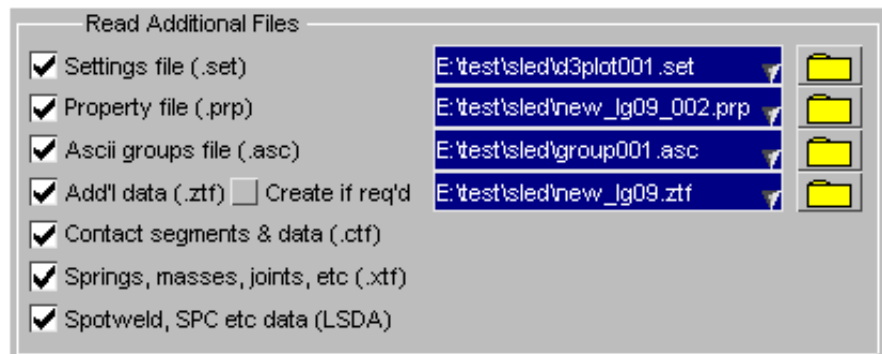 Read Additional Files
Settings file (.set) E:\test\sled\d3plot001.set
Property file (.prp) E:\test\sled\new_lg09_002.prp
Ascii groups file (.asc) E:\test\sled\group001.asc
Add'l data (.ztf) Create if req'd E:\test\sled\new_lg09.ztf
Contact segments & data (.ctf)
Springs, masses, joints, etc (.xtf)
Spotweld, SPC etc data (LSDA)